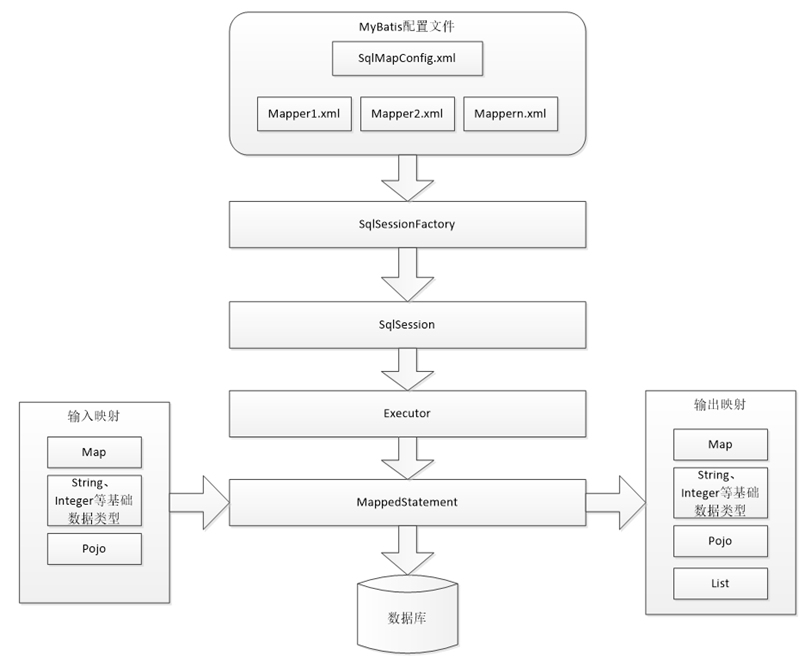 MyBatis配置文件
SqlMapConfig.xml
Mapper1.xml
Mapper2.xml
Mappern.xml
SqlSessionFactory
SqlSession
Executor
输入映射
Map
String、
Integer等基础
数据类型
Pojo
MappedStatement
输出映射
Map
String、
Integer等基础
数据类型
Pojo
List
数据库